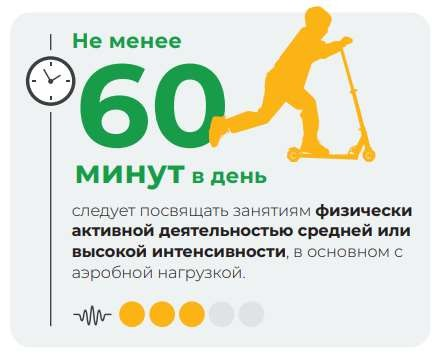 Не менее
60
минут в день
следует посвящать занятиям физически
активной деятельностью средней или
высокой интенсивности, в основном с
аэробной нагрузкой.